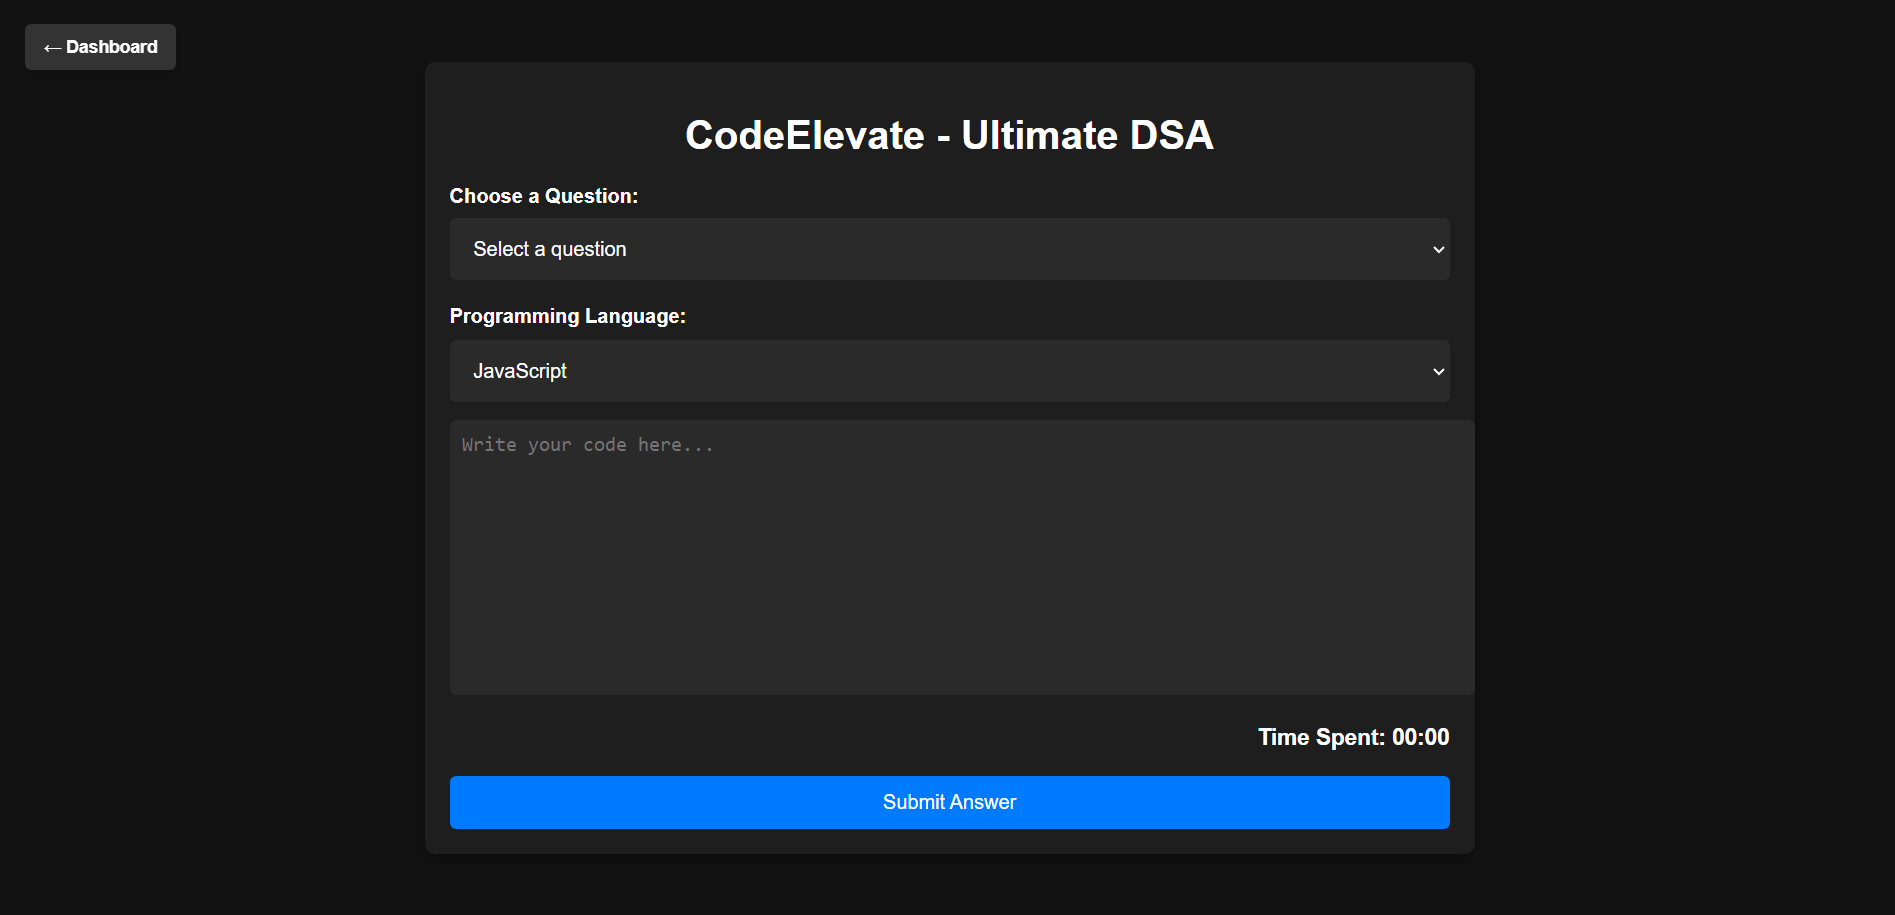 ← Dashboard
CodeElevate - Ultimate DSA
Choose a Question:
Select a question
Programming Language:
JavaScript
Write your code here...
Time Spent: 00:00
Submit Answer